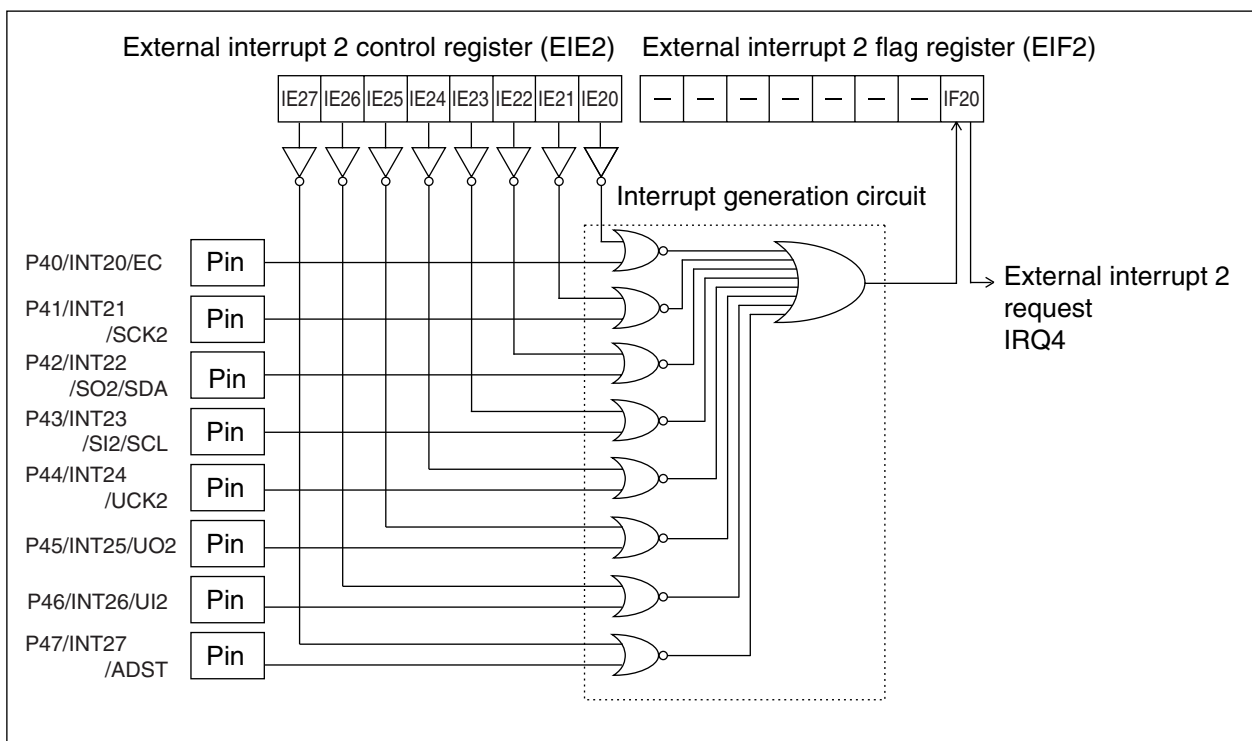 External interrupt 2 control register (EIE2) External interrupt 2 flag register (EIF2)
IE27 IE26 IE25 IE24 IE23 IE22 IE21 IE20 — — — — — — — IF20
Interrupt generation circuit
P40/INT20/EC Pin
P41/INT21
/SCK2
Pin
P42/INT22
/SO2/SDA
Pin
P43/INT23
/SI2/SCL
Pin
P44/INT24
/UCK2
Pin
P45/INT25/UO2 Pin
P46/INT26/UI2 Pin
P47/INT27
/ADST
Pin
External interrupt 2
request
IRQ4